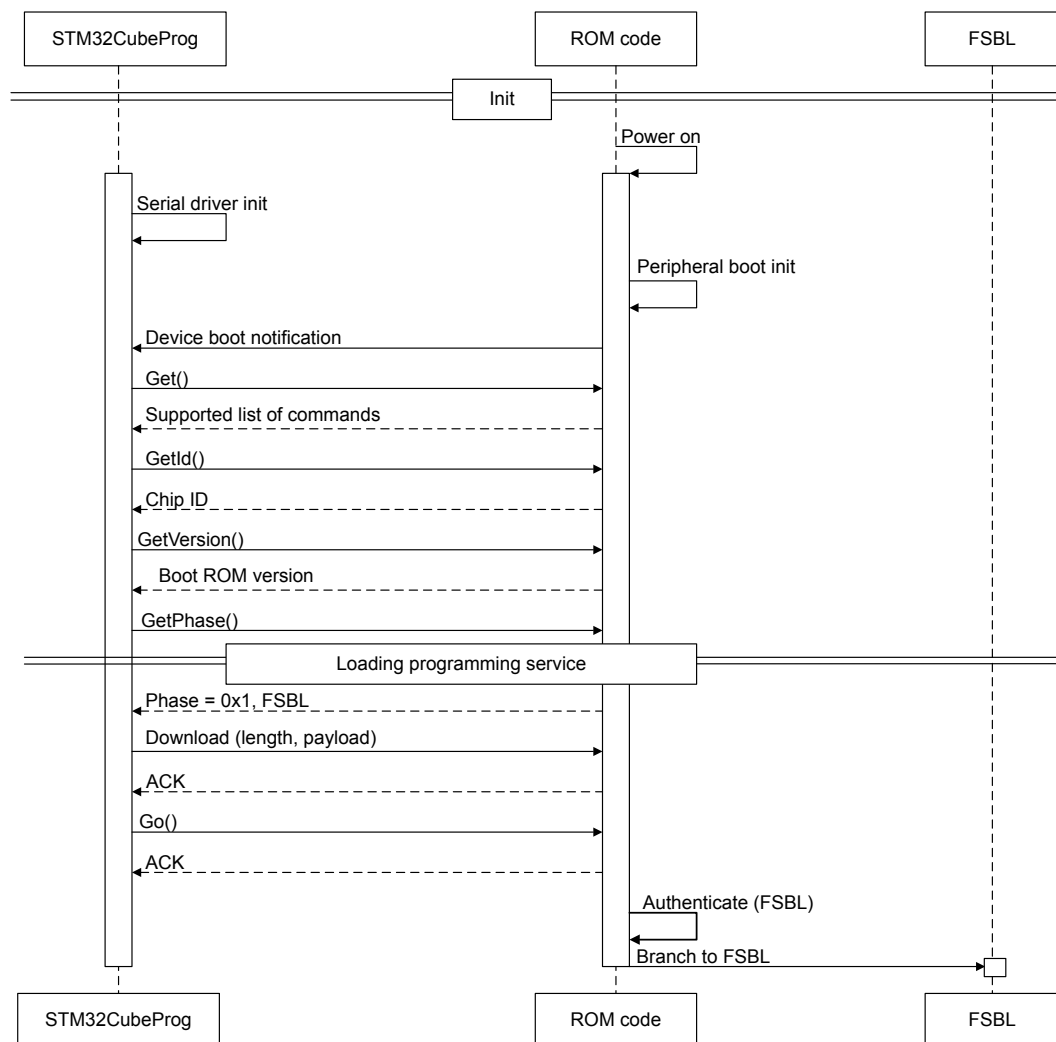 STM32CubeProg
ROM code
FSBL
Init
Power on
Serial driver init
Peripheral boot init
Device boot notification
Get()
Supported list of commands
GetId()
Chip ID
GetVersion()
Boot ROM version
GetPhase()
Loading programming service
Phase = 0x1, FSBL
Download (length, payload)
ACK
Go()
ACK
Authenticate (FSBL)
Branch to FSBL
STM32CubeProg
ROM code
FSBL